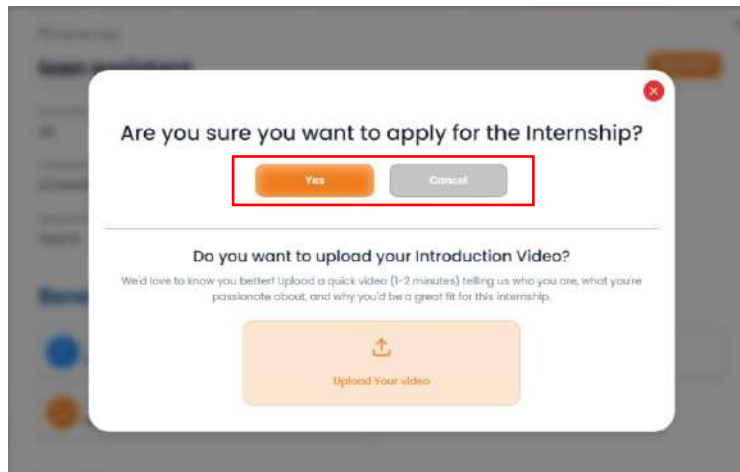 Are you sure you want to apply for the Internship?
Yes
Cancel
Do you want to upload your Introduction Video?
We'd love to know you better! Upload a quick video (1-2 minutes) telling us who you are, what you're
passionate about, and why you'd be a great fit for this internship.
Upload Your video